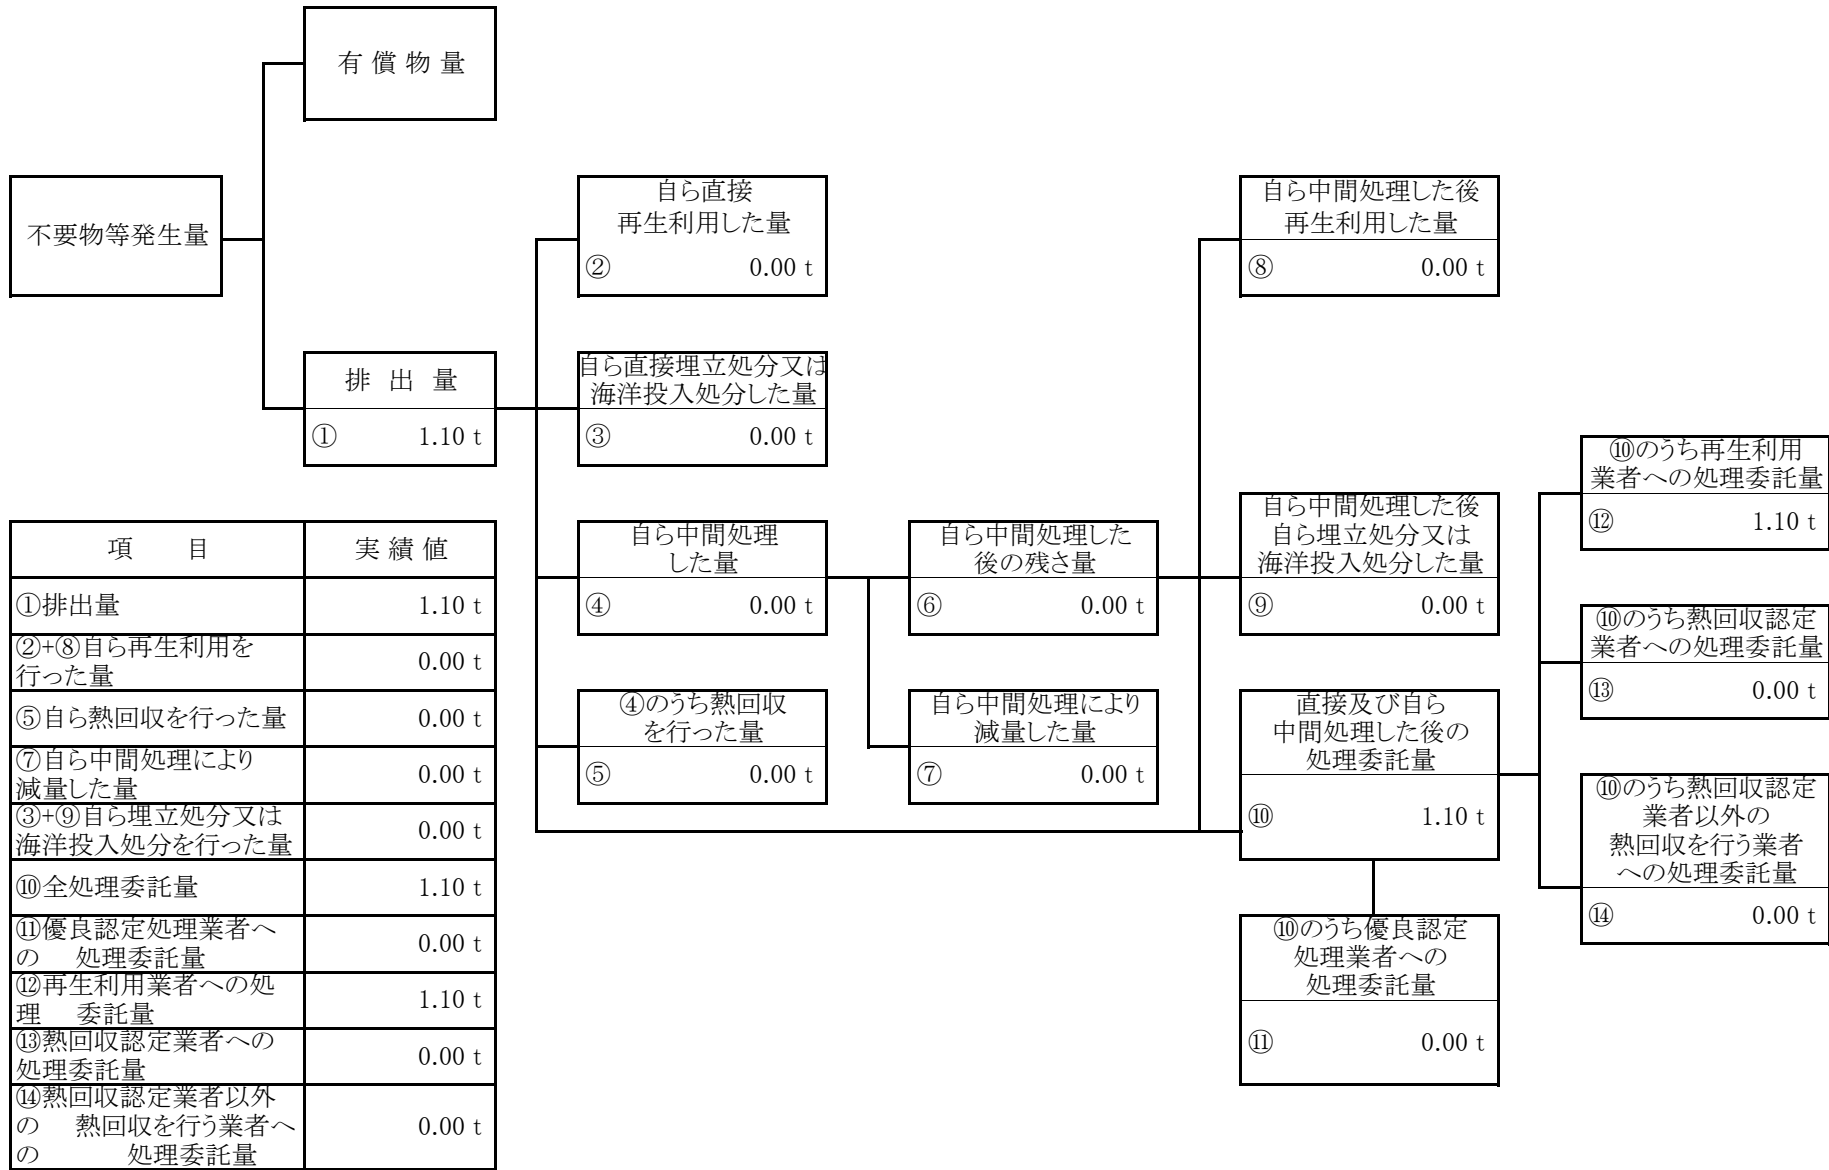 有償物量
不要物等発生量
排出量
① 1.10 t
自ら直接
再生利用した量
② 0.00 t
自ら直接埋立処分又は
海洋投入処分した量
③ 0.00 t
自ら中間処理
した量
④ 0.00 t
④のうち熱回収
を行った量
⑤ 0.00 t
自ら中間処理した
後の残さ量
⑥ 0.00 t
自ら中間処理により
減量した量
⑦ 0.00 t
自ら中間処理した後
再生利用した量
⑧ 0.00 t
自ら中間処理した後
自ら埋立処分又は
海洋投入処分した量
⑨ 0.00 t
直接及び自ら
中間処理した後の
処理委託量
⑩ 1.10 t
⑩のうち優良認定
処理業者への
処理委託量
⑪ 0.00 t
⑩のうち再生利用
業者への処理委託量
⑫ 1.10 t
⑩のうち熱回収認定
業者への処理委託量
⑬ 0.00 t
⑩のうち熱回収認定
業者以外の
熱回収を行う業者
への処理委託量
⑭ 0.00 t
項 目 実績値
①排出量 1.10 t
②+⑧自ら再生利用を
行った量 0.00 t
⑤自ら熱回収を行った量 0.00 t
⑦自ら中間処理により
減量した量 0.00 t
③+⑨自ら埋立処分又は
海洋投入処分を行った量 0.00 t
⑩全処理委託量 1.10 t
⑪優良認定処理業者へ
の 処理委託量 0.00 t
⑫再生利用業者への処
理 委託量 1.10 t
⑬熱回収認定業者への
処理委託量 0.00 t
⑭熱回収認定業者以外
の 熱回収を行う業者へ 0.00 t
の 処理委託量